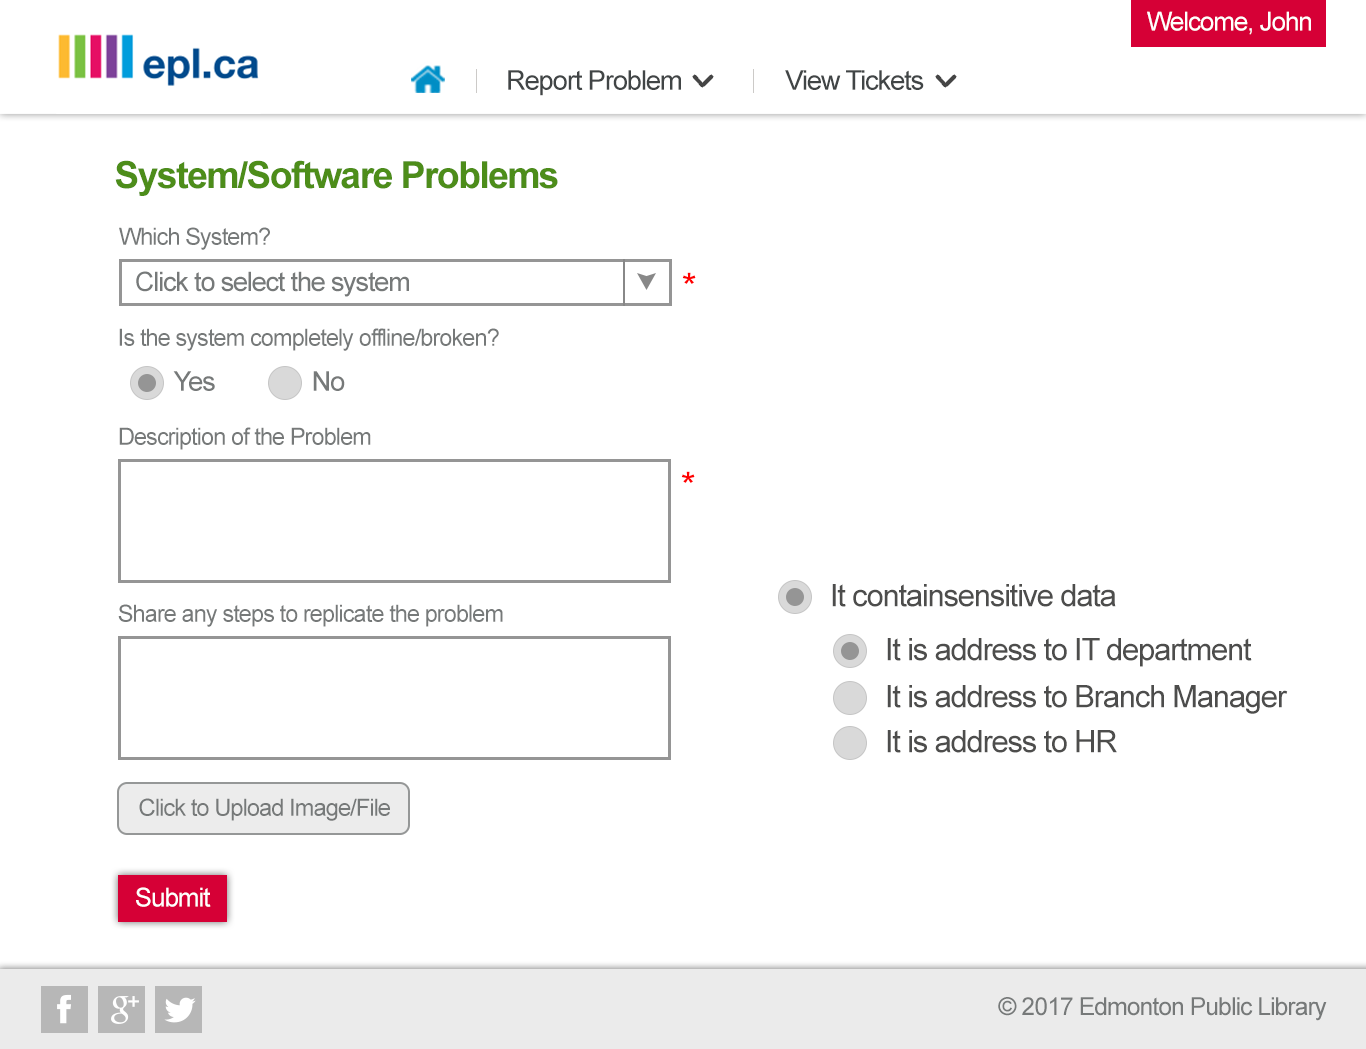 Welcome, John
epl.ca
Report Problem
View Tickets
System/Software Problems
Which System?
Click to select the system
*
Is the system completely offline/broken?
Yes
No
Description of the Problem
*
Share any steps to replicate the problem
It containsensitive data
It is address to IT department
It is address to Branch Manager
It is address to HR
Click to Upload Image/File
Submit
f
g+
© 2017 Edmonton Public Library